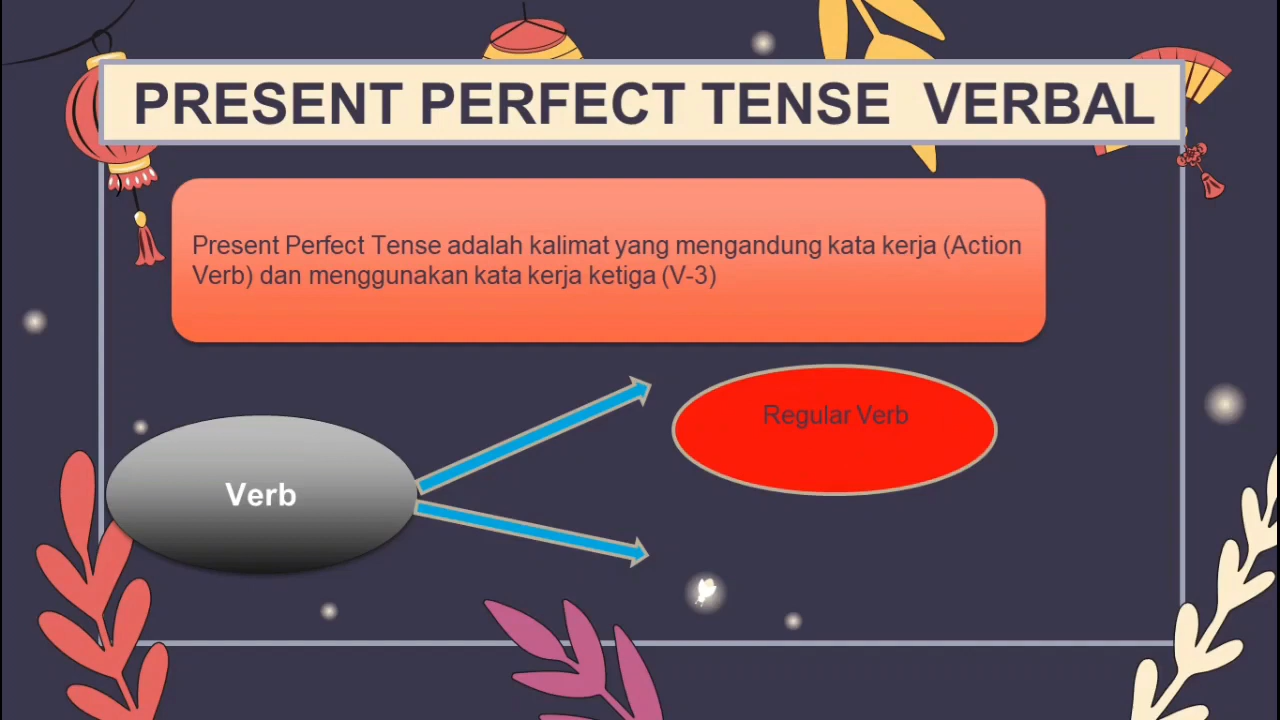 PRESENT PERFECT TENSE VERBAL
Present Perfect Tense adalah kalimat yang mengandung kata kerja (Action
Verb) dan menggunakan kata kerja ketiga (V-3)
Regular Verb
Verb